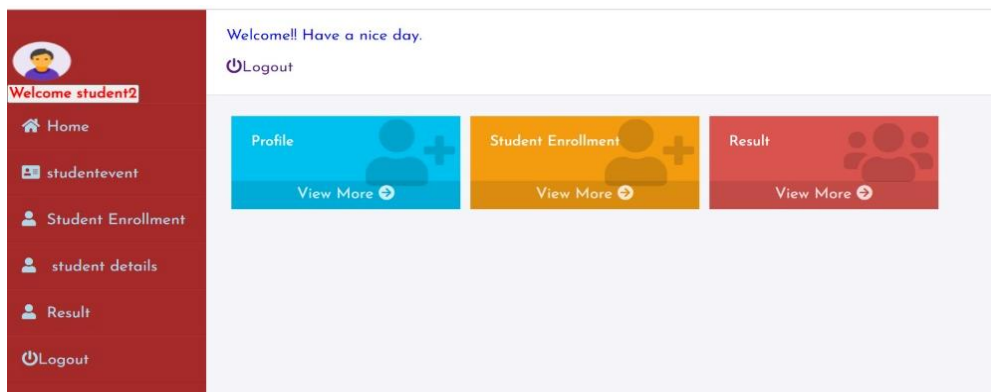 Welcome student2
Home
studentevent
Student Enrollment
student details
Result
Logout
Welcome!! Have a nice day.
Logout
Profile
View More
Student Enrollment
View More
Result
View More